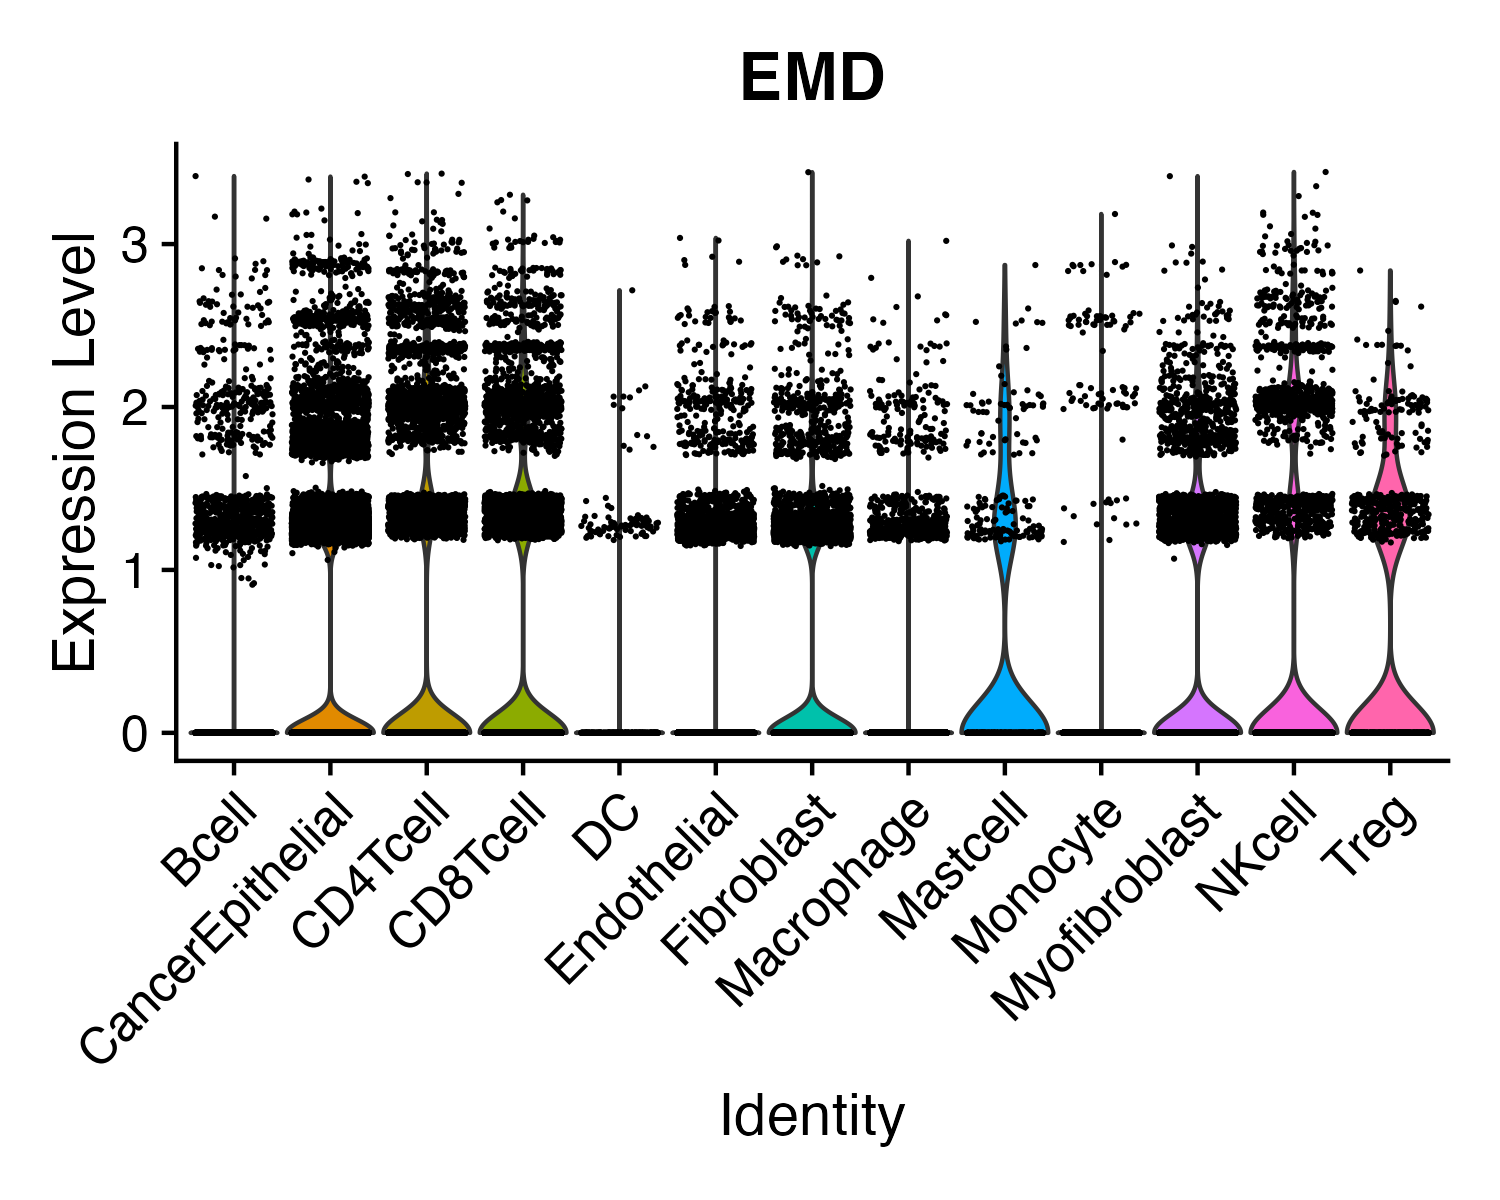 EMD
Expression Level
3
2
1
0
Bcell
CancerEpithelial
CD4Tcell
CD8Tcell
DC
Endothelial
Fibroblast
Macrophage
Mastcell
Monocyte
Myofibroblast
NKcell
Treg
Identity